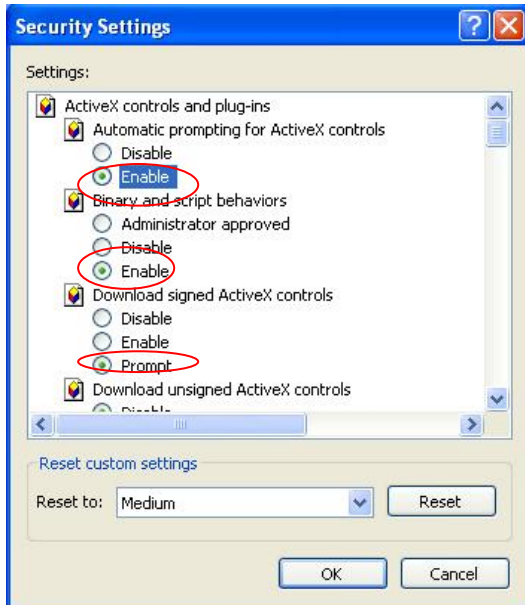 Security Settings
Settings:
ActiveX controls and plug-ins
Automatic prompting for ActiveX controls
Disable
Enable
Binary and script behaviors
Administrator approved
Disable
Enable
Download signed ActiveX controls
Disable
Enable
Prompt
Download unsigned ActiveX controls
Disable
Reset custom settings
Reset to: Medium Reset
OK Cancel